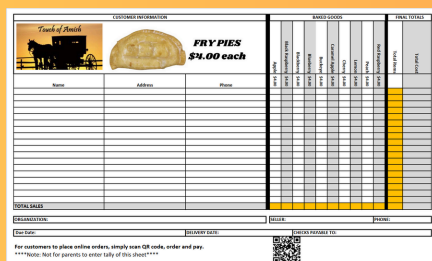 CUSTOMER INFORMATION
BAKED GOODS
FINAL TOTALS
Touch of Amish
FRY PIES
$4.00 each
Apple $4.00
Black Raspberry $4.00
Blackberry $4.00
Blueberry $4.00
Buckeye $4.00
Caramel Apple $4.00
Cherry $4.00
Lemon $4.00
Peach $4.00
Red Raspberry $4.00
Total Items
Total Cost
Name
Address
Phone
TOTAL SALES
ORGANIZATION:
SELLER:
PHONE:
Due Date:
DELIVERY DATE:
CHECKS PAYABLE TO:
For customers to place online orders, simply scan QR code, order and pay.
****Note: Not for parents to enter tally of this sheet****